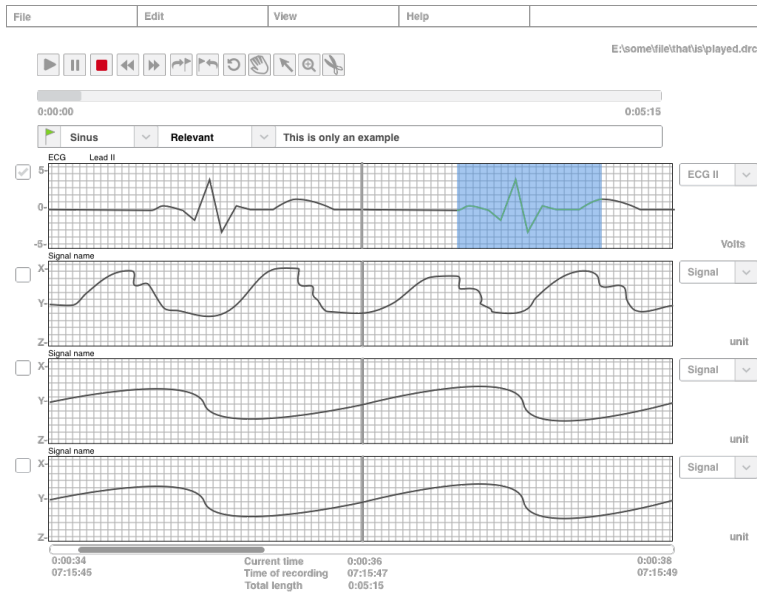 File Edit View Help
E:\some\file\that\is\played.drc
0:00:00 0:05:15
Sinus Relevant This is only an example
ECG Lead II
5-
0-
-5-
ECG II
Volts
Signal name
X-
Y-
Z-
Signal
unit
Signal name
X-
Y-
Z-
Signal
unit
Signal name
X-
Y-
Z-
Signal
unit
0:00:34 Current time 0:00:36 0:00:38
07:15:45 Time of recording 07:15:47 07:15:49
Total length 0:05:15